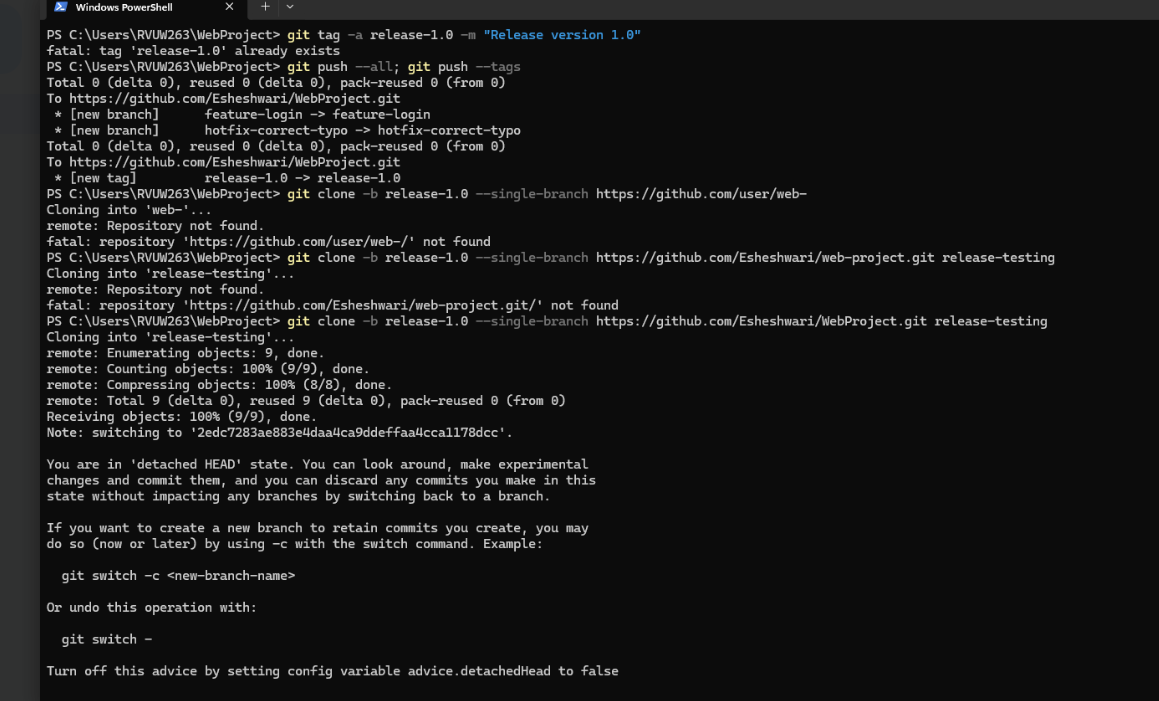 Windows PowerShell
PS C:\Users\RVUW263\WebProject> git tag -a release-1.0 -m "Release version 1.0"
fatal: tag 'release-1.0' already exists
PS C:\Users\RVUW263\WebProject> git push --all; git push --tags
Total 0 (delta 0), reused 0 (delta 0), pack-reused 0 (from 0)
To https://github.com/Esheshwari/WebProject.git
 * [new branch]      feature-login -> feature-login
 * [new branch]      hotfix-correct-typo -> hotfix-correct-typo
Total 0 (delta 0), reused 0 (delta 0), pack-reused 0 (from 0)
To https://github.com/Esheshwari/WebProject.git
 * [new tag]         release-1.0 -> release-1.0
PS C:\Users\RVUW263\WebProject> git clone -b release-1.0 --single-branch https://github.com/user/web-
Cloning into 'web-'...
remote: Repository not found.
fatal: repository 'https://github.com/user/web-/' not found
PS C:\Users\RVUW263\WebProject> git clone -b release-1.0 --single-branch https://github.com/Esheshwari/web-project.git release-testing
Cloning into 'release-testing'...
remote: Repository not found.
fatal: repository 'https://github.com/Esheshwari/web-project.git/' not found
PS C:\Users\RVUW263\WebProject> git clone -b release-1.0 --single-branch https://github.com/Esheshwari/WebProject.git release-testing
Cloning into 'release-testing'...
remote: Enumerating objects: 9, done.
remote: Counting objects: 100% (9/9), done.
remote: Compressing objects: 100% (8/8), done.
remote: Total 9 (delta 0), reused 9 (delta 0), pack-reused 0 (from 0)
Receiving objects: 100% (9/9), done.
Note: switching to '2edc7283ae883e4daa4ca9ddeffaa4cca1178dcc'.

You are in 'detached HEAD' state. You can look around, make experimental
changes and commit them, and you can discard any commits you make in this
state without impacting any branches by switching back to a branch.

If you want to create a new branch to retain commits you create, you may
do so (now or later) by using -c with the switch command. Example:

  git switch -c <new-branch-name>

Or undo this operation with:

  git switch -

Turn off this advice by setting config variable advice.detachedHead to false